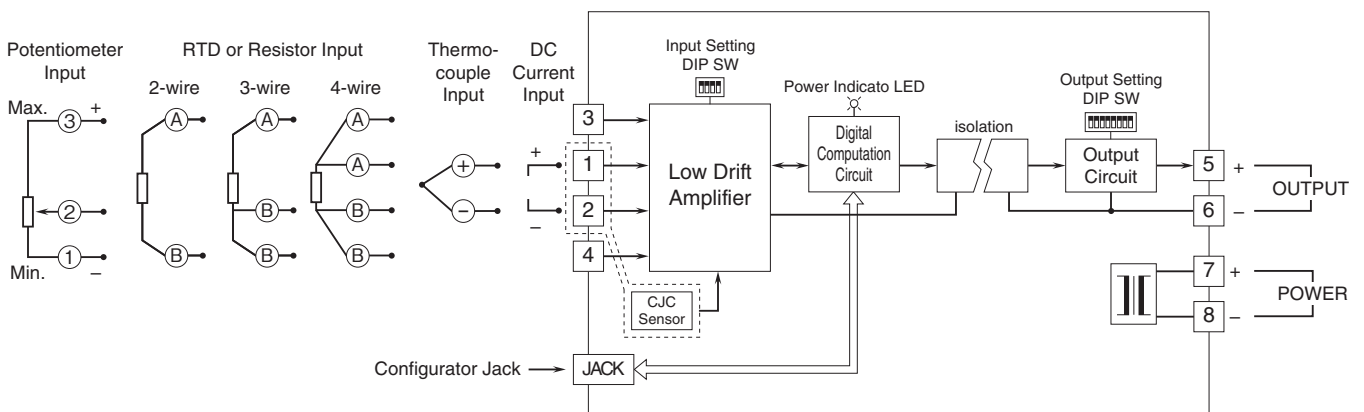 Potentiometer
Input
RTD or Resistor Input
2-wire
3-wire
4-wire
Thermo-
couple
Input
DC
Current
Input
Input Setting
DIP SW
Power Indicato LED
Output Setting
DIP SW
isolation
Max.
3
+
2
1
–
Min.
A
B
A
B
B
A
A
B
B
+
–
+
–
3
1
2
4
Low Drift
Amplifier
Digital
Computation
Circuit
Output
Circuit
5
+
OUTPUT
6
–
7
+
POWER
8
–
CJC
Sensor
Configurator Jack
JACK